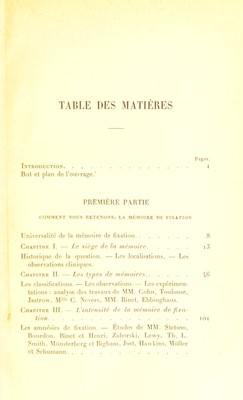 TABLE DES MATIÈRES
Pages.
INTRODUCTION. . . . . . . . . . . . . . . 1
But et plan de l'ouvrage.
PREMIÈRE PARTIE
COMMENT NOUS RETENONS, LA MÉMOIRE DE FIXATION
Universalité de la mémoire de fixation. . . . . . . . 8
CHAPITRE I. — Le siège de la mémoire. . . . . . . 13
Historique de la question. — Les localisations. — Les
observations cliniques.
CHAPITRE II. — Les types de mémoires. . . . . . . 56
Les classifications. — Les observations. — Les expérimen-
tations : analyse des travaux de MM. Cohn, Toulouse,
Jastrow, Mlle C. Nevers, MM. Binet, Ebbinghaus.
CHAPITRE III. — L'intensité de la mémoire de fixa-
tion. . . . . . . . . . . . . . . . . . 101
Les amnésies de fixation. — Études de MM. Stetson,
Bourdon, Binet et Henri, Zaborski, Lewy, Th. L.
Smith, Münsterberg et Bigham, Jost, Hawkins, Müller
et Schumann. . . . . . . . . . . . . . . .